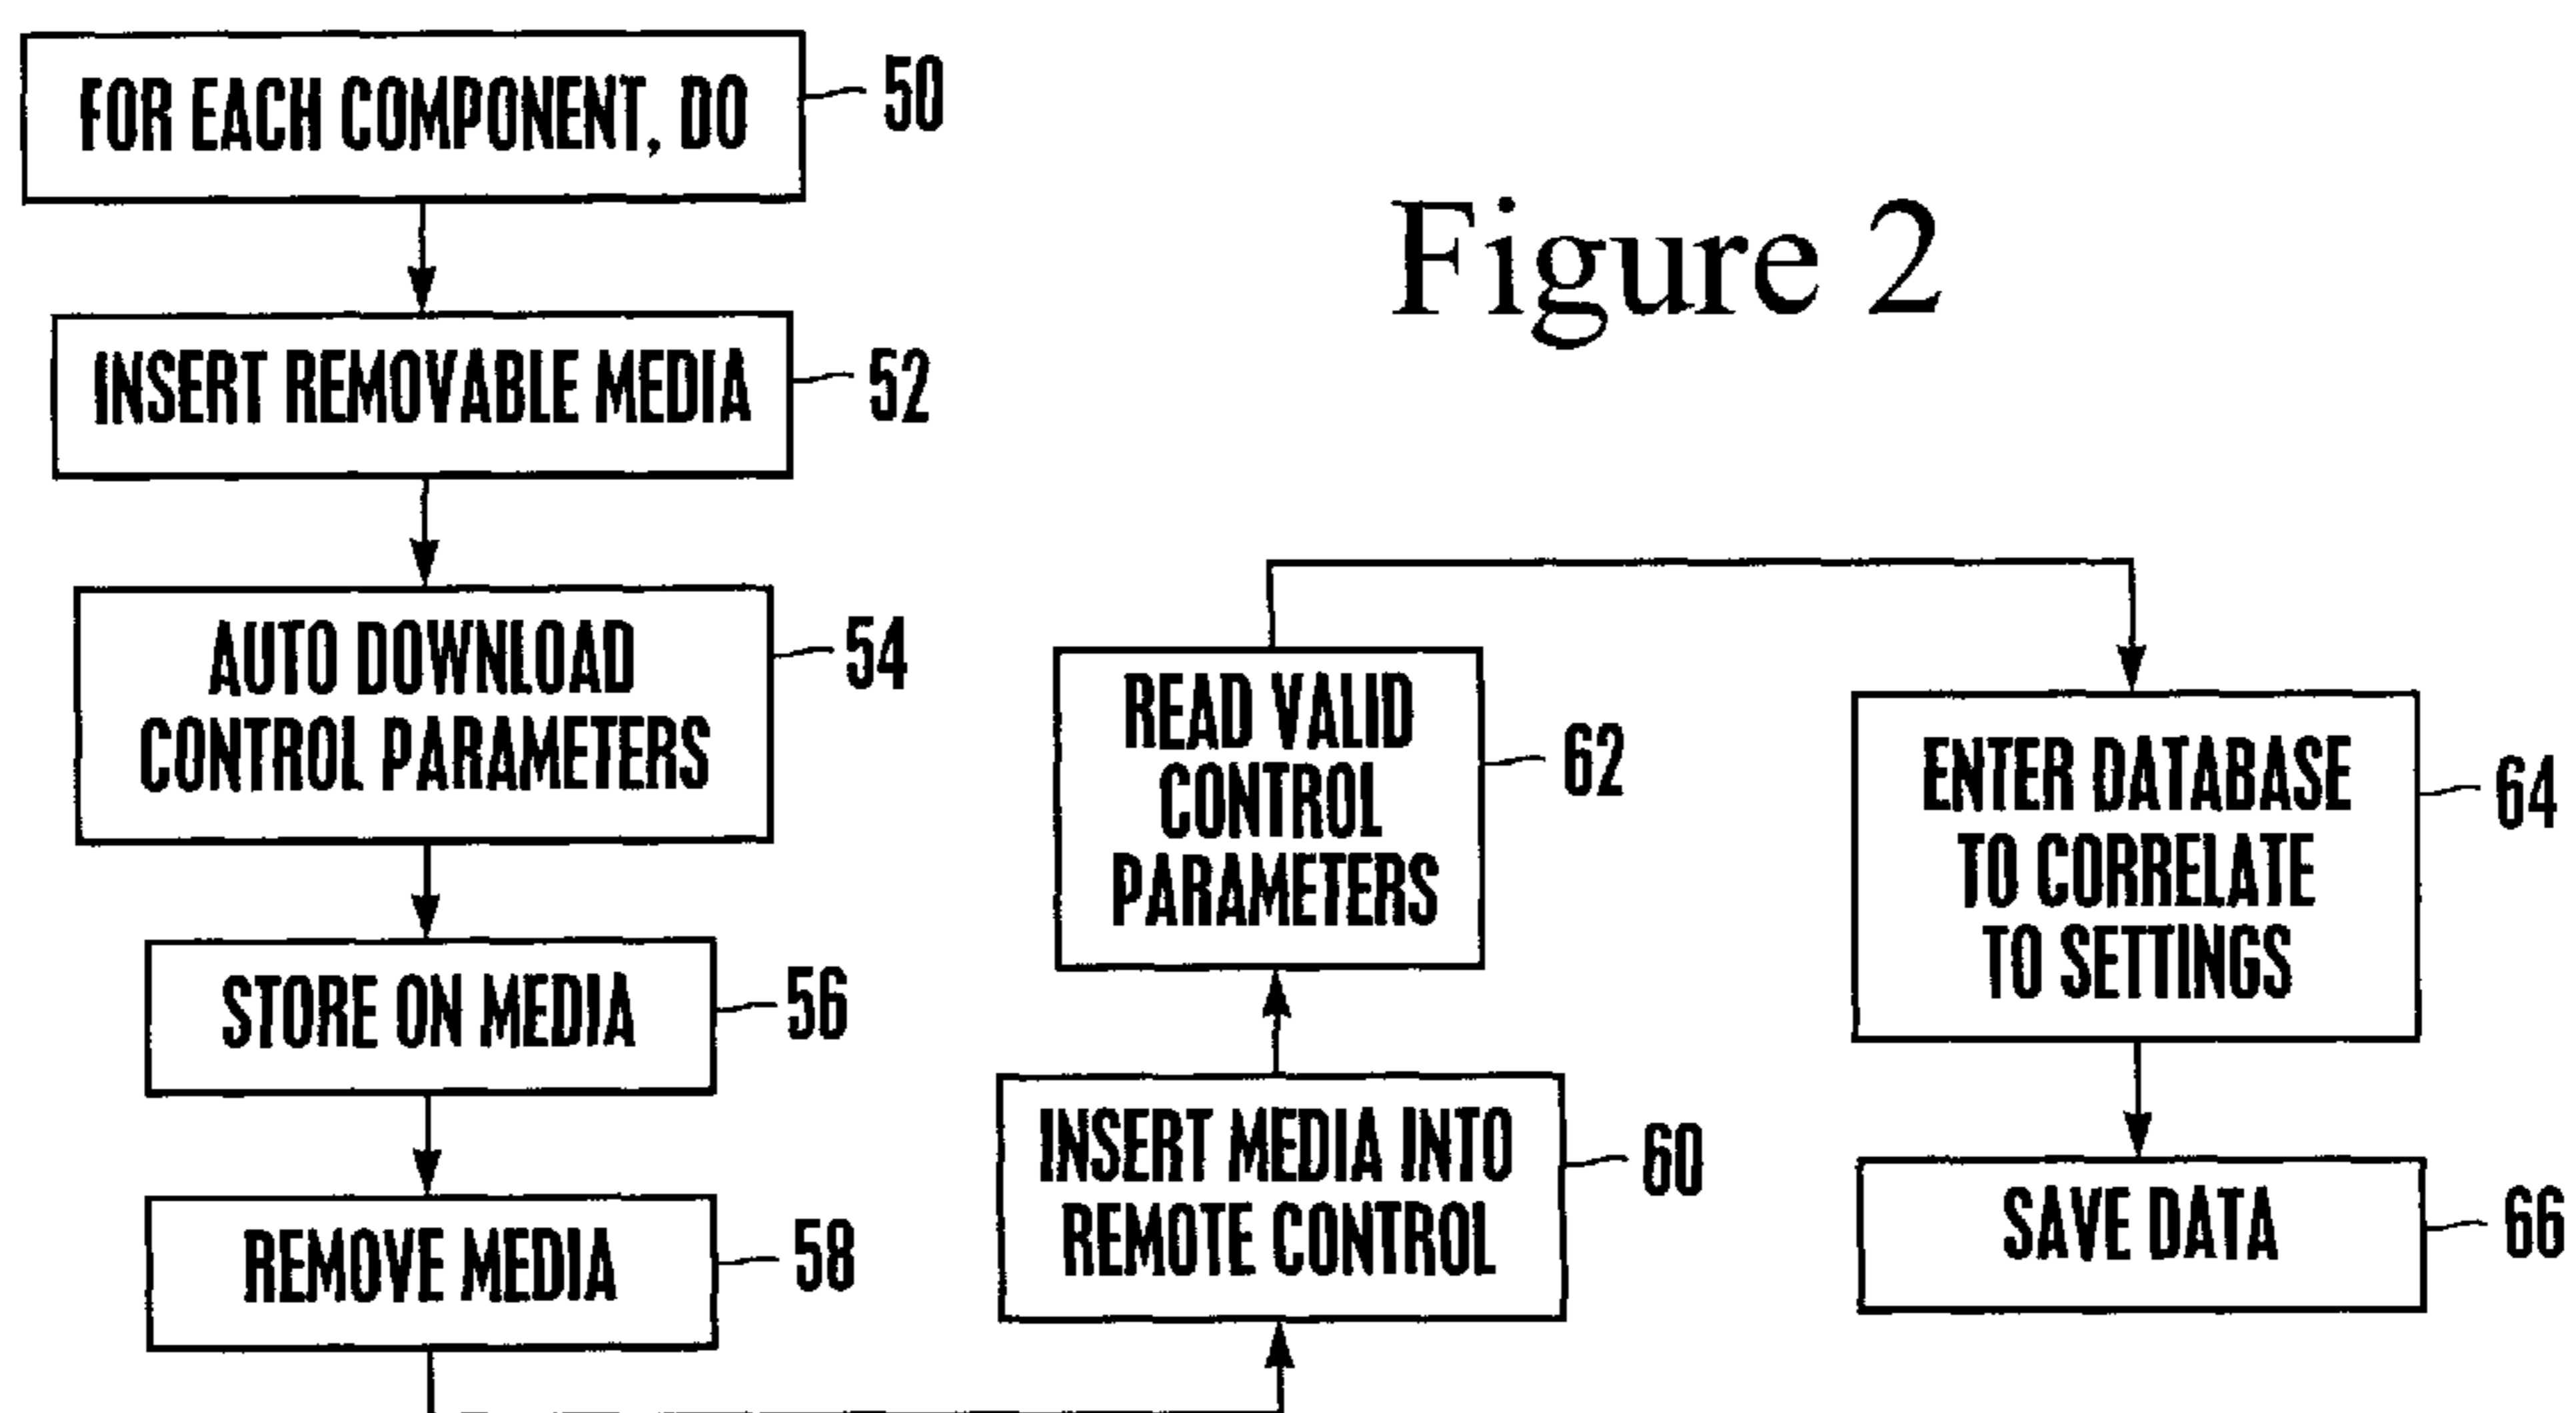 FOR EACH COMPONENT, DO
50
Figure 2
INSERT REMOVABLE MEDIA
52
AUTO DOWNLOAD
CONTROL PARAMETERS
54
STORE ON MEDIA
56
REMOVE MEDIA
58
INSERT MEDIA INTO
REMOTE CONTROL
60
READ VALID
CONTROL
PARAMETERS
62
ENTER DATABASE
TO CORRELATE
TO SETTINGS
64
SAVE DATA
66